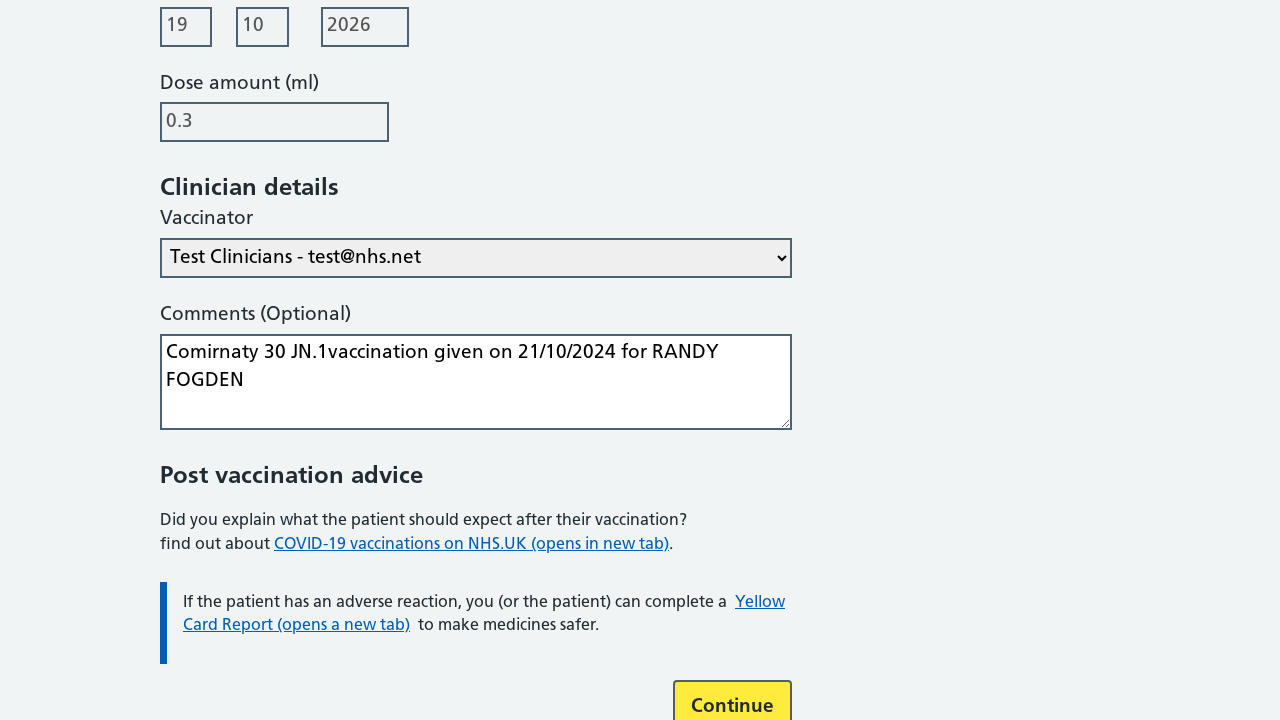 19 10 2026
Dose amount (ml)
0.3
Clinician details
Vaccinator
Test Clinicians - test@nhs.net
Comments (Optional)
Comirnaty 30 JN.1vaccination given on 21/10/2024 for RANDY
FOGDEN
Post vaccination advice
Did you explain what the patient should expect after their vaccination?
find out about COVID-19 vaccinations on NHS.UK (opens in new tab).
If the patient has an adverse reaction, you (or the patient) can complete a Yellow
Card Report (opens a new tab) to make medicines safer.
Continue